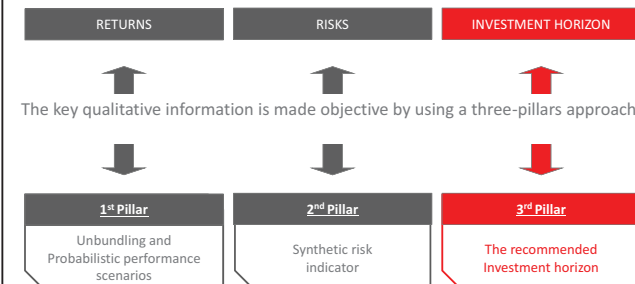 RETURNS
RISKS
INVESTMENT HORIZON
The key qualitative information is made objective by using a three-pillars approach
1st Pillar
2nd Pillar
3rd Pillar
Unbundling and
Probabilistic performance
scenarios
Synthetic risk
indicator
The recommended
Investment horizon